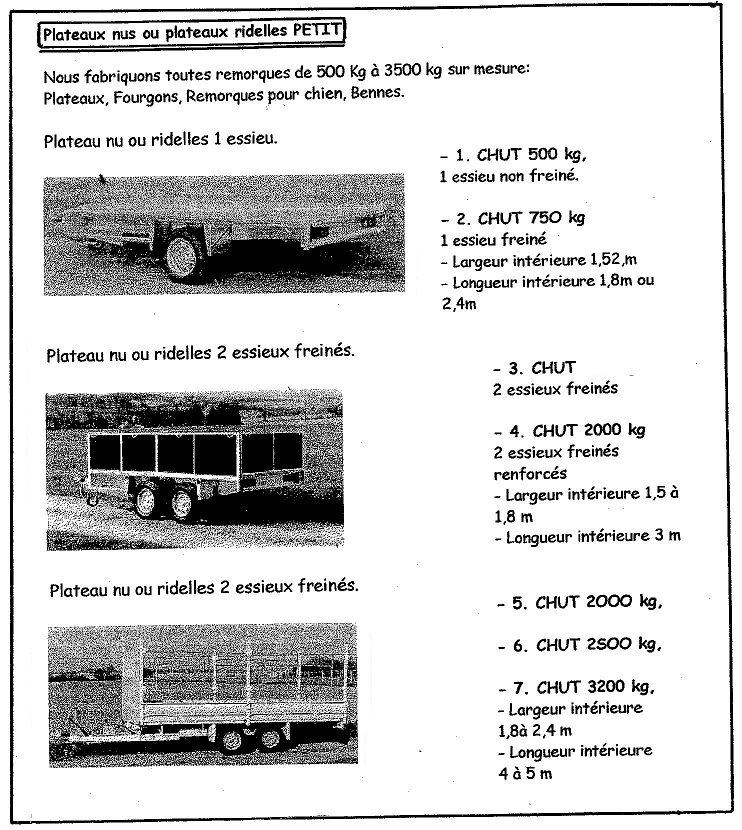 Plateaux nus ou plateaux ridelles PETIT
Nous fabriquons toutes remorques de 500 Kg à 3500 kg sur mesure:
Plateaux, Fourgons, Remorques pour chien, Bennes.
Plateau nu ou ridelles 1 essieu.
- 1. CHUT 500 kg,
1 essieu non freiné.
- 2. CHUT 750 kg
1 essieu freiné
- Largeur intérieure 1,52,m
- Longueur intérieure 1,8m ou
2,4m
Plateau nu ou ridelles 2 essieux freinés.
- 3. CHUT
2 essieux freinés
- 4. CHUT 2000 kg
2 essieux freinés
renforcés
- Largeur intérieure 1,5 à
1,8 m
- Longueur intérieure 3 m
Plateau nu ou ridelles 2 essieux freinés.
- 5. CHUT 2000 kg,
- 6. CHUT 2500 kg,
- 7. CHUT 3200 kg,
- Largeur intérieure
1,8à 2,4 m
- Longueur intérieure
4 à 5 m